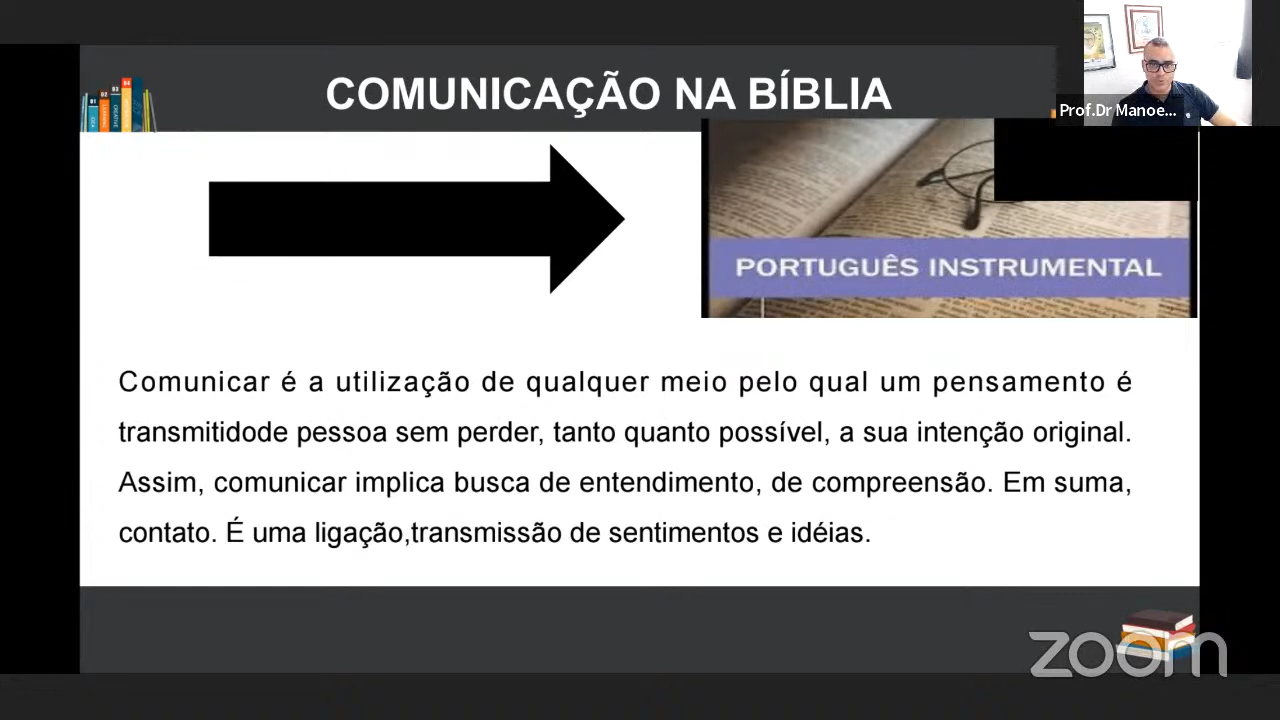 COMUNICAÇÃO NA BÍBLIA
Prof.Dr Manoe...
PORTUGUÊS INSTRUMENTAL
Comunicar é a utilização de qualquer meio pelo qual um pensamento é
transmitidode pessoa sem perder, tanto quanto possível, a sua intenção original.
Assim, comunicar implica busca de entendimento, de compreensão. Em suma,
contato. É uma ligação,transmissão de sentimentos e idéias.
zoom